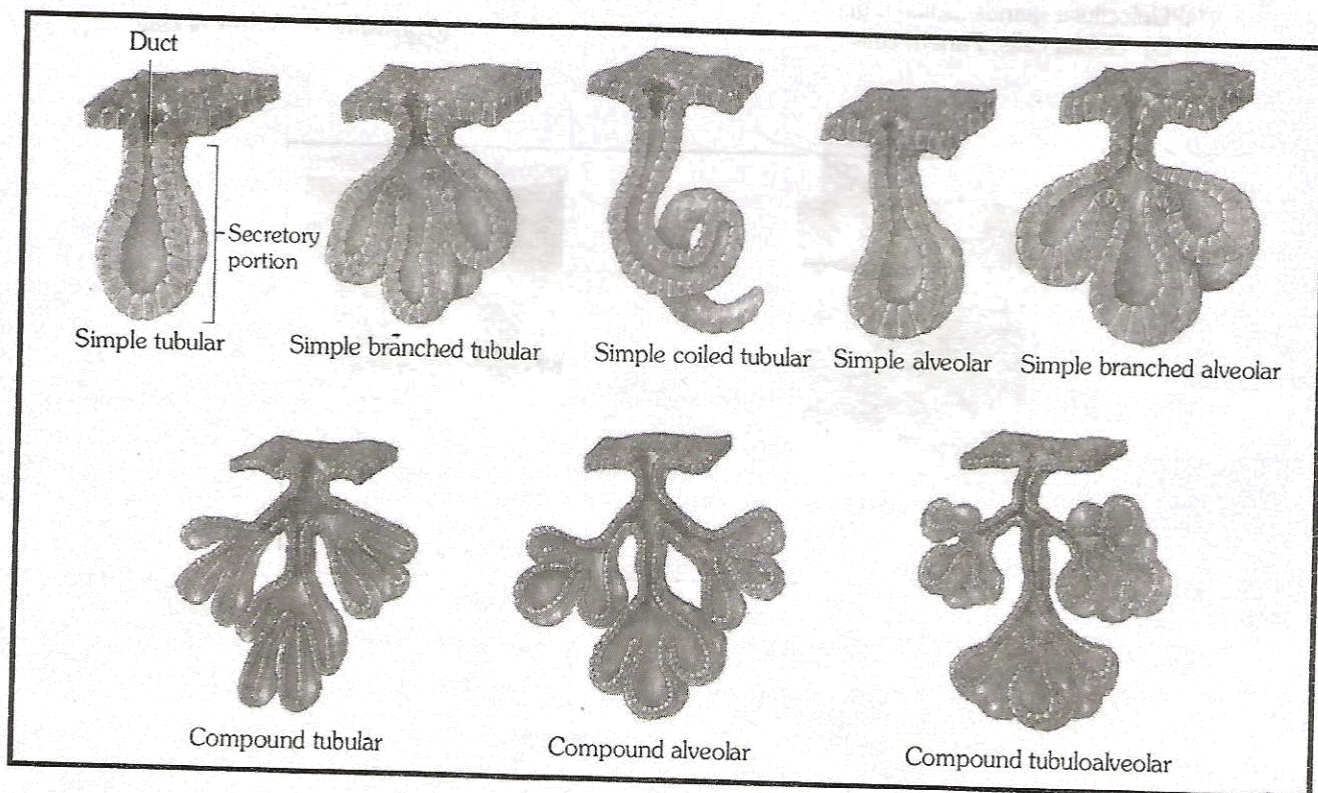 Duct
Secretory
portion
Simple tubular
Simple branched tubular
Simple coiled tubular
Simple alveolar
Simple branched alveolar
Compound tubular
Compound alveolar
Compound tubuloalveolar